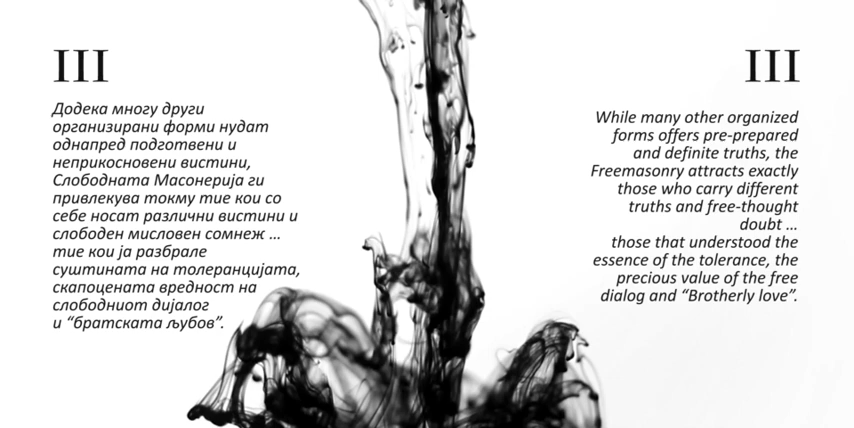 III
Додека многу други
организирани форми нудат
однапред подготвени и
неприкосновени вистини,
Слободната Масонерија ги
привлекува токму тие кои со
себе носат различни вистини и
слободен мисловен сомнеж ...
тие кои ја разбрале
суштината на толеранцијата,
скапоцената вредност на
слободниот дијалог
и “братската љубов”.
III
While many other organized
forms offers pre-prepared
and definite truths, the
Freemasonry attracts exactly
those who carry different
truths and free-thought
doubt ...
those that understood the
essence of the tolerance, the
precious value of the free
dialog and “Brotherly love”.